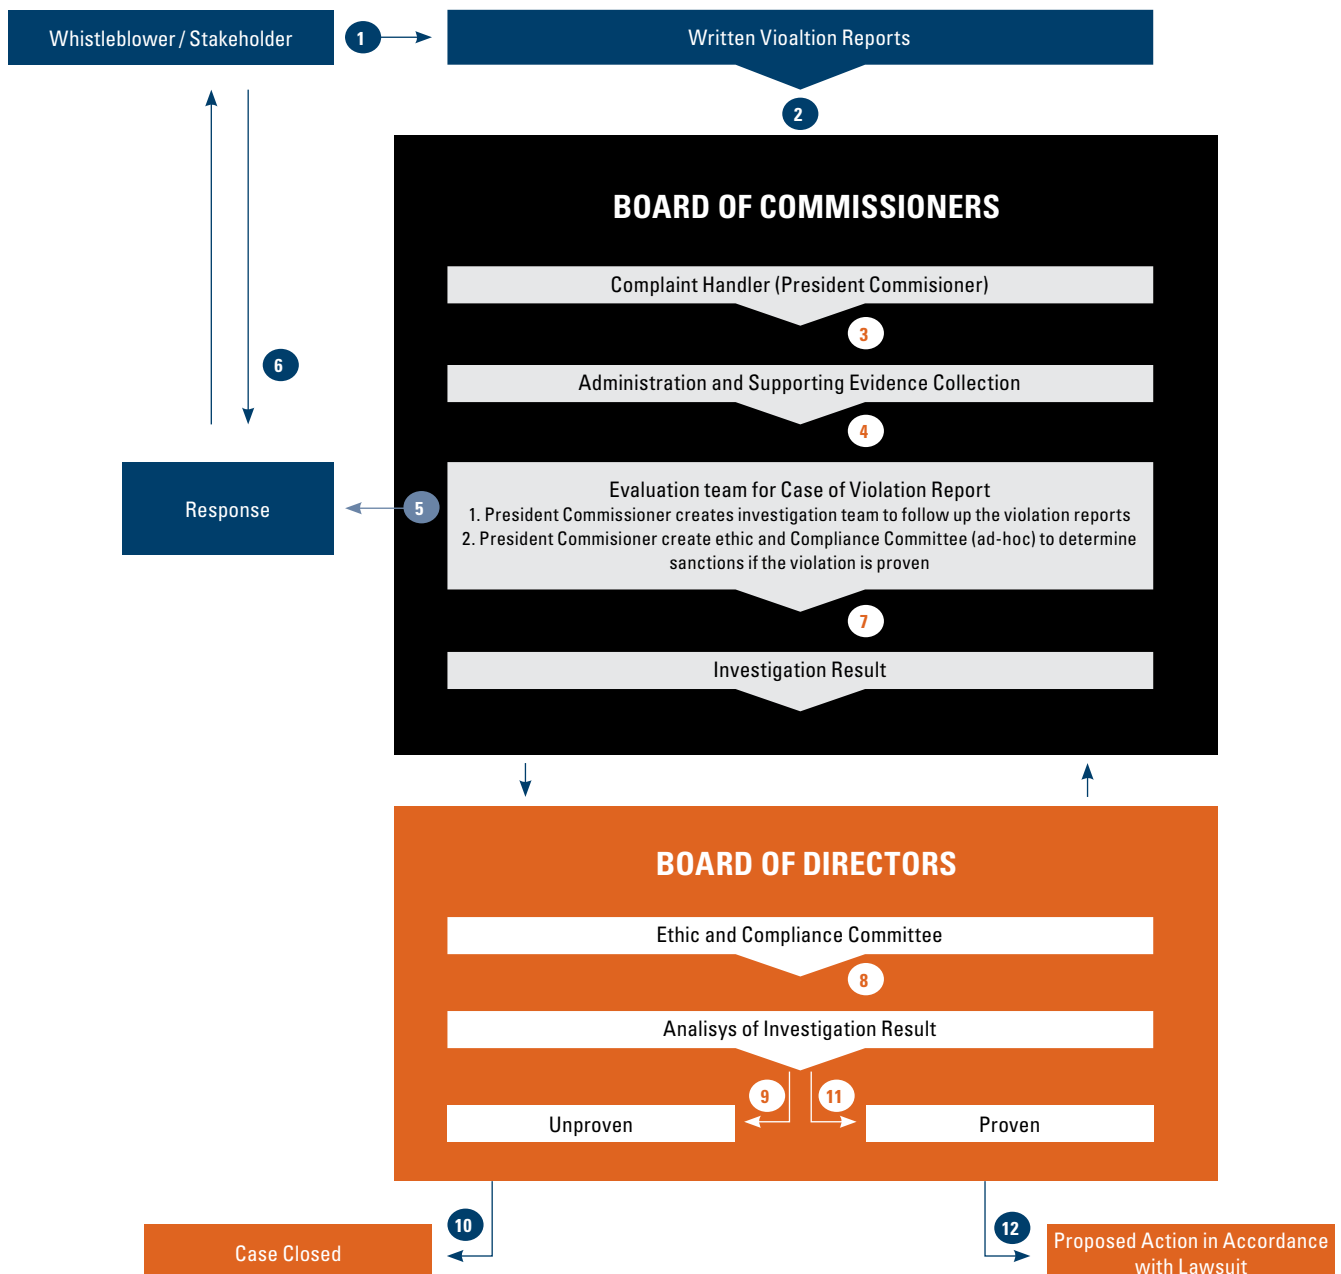 Whistleblower / Stakeholder
1
Written Vioaltion Reports
2
BOARD OF COMMISSIONERS
Complaint Handler (President Commisioner)
3
6
Administration and Supporting Evidence Collection
4
Response
5
Evaluation team for Case of Violation Report
1. President Commissioner creates investigation team to follow up the violation reports
2. President Commisioner create ethic and Compliance Committee (ad-hoc) to determine
sanctions if the violation is proven
7
Investigation Result
BOARD OF DIRECTORS
Ethic and Compliance Committee
8
Analisys of Investigation Result
9
11
Unproven
Proven
10
12
Case Closed
Proposed Action in Accordance
with Lawsuit